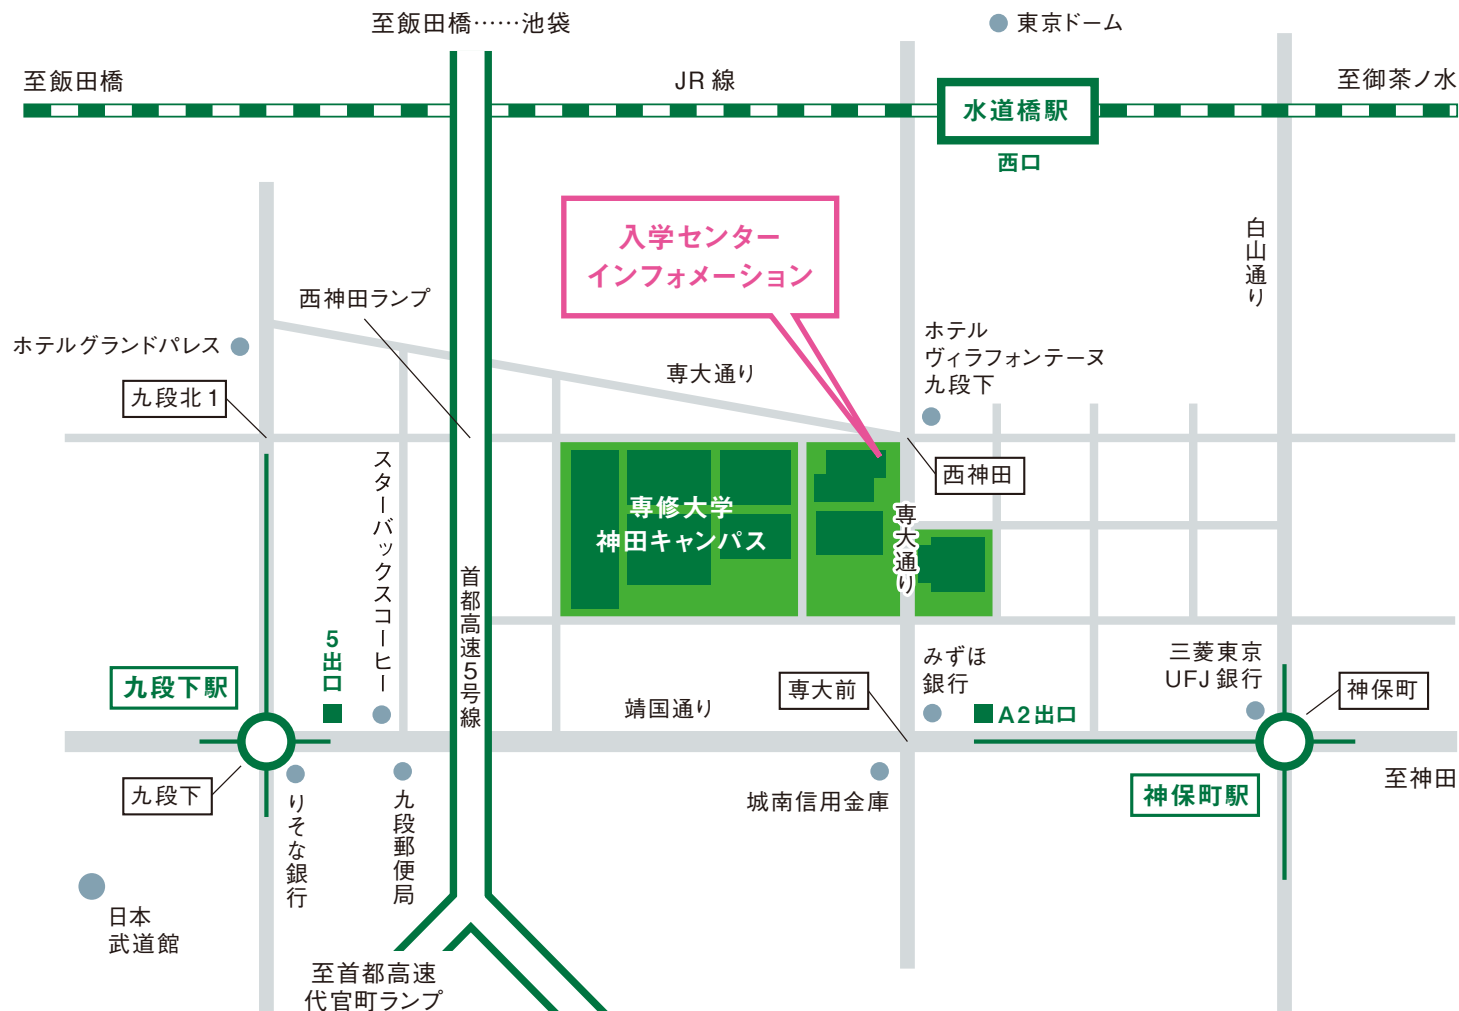 至飯田橋……池袋
東京ドーム
至飯田橋
JR 線
至御茶ノ水
水道橋駅
西口
白山通り
入学センター
インフォメーション
西神田ランプ
ホテルグランドパレス
ホテル
ヴィラフォンテーヌ
九段下
専大通り
九段北1
スターバックスコーヒー
西神田
専修大学
神田キャンパス
専大通り
首都高速5号線
5出口
九段下駅
みずほ
銀行
三菱東京
UFJ 銀行
専大前
神保町
靖国通り
A2出口
九段下
りそな銀行
九段郵便局
城南信用金庫
神保町駅
至神田
日本
武道館
至首都高速
代官町ランプ